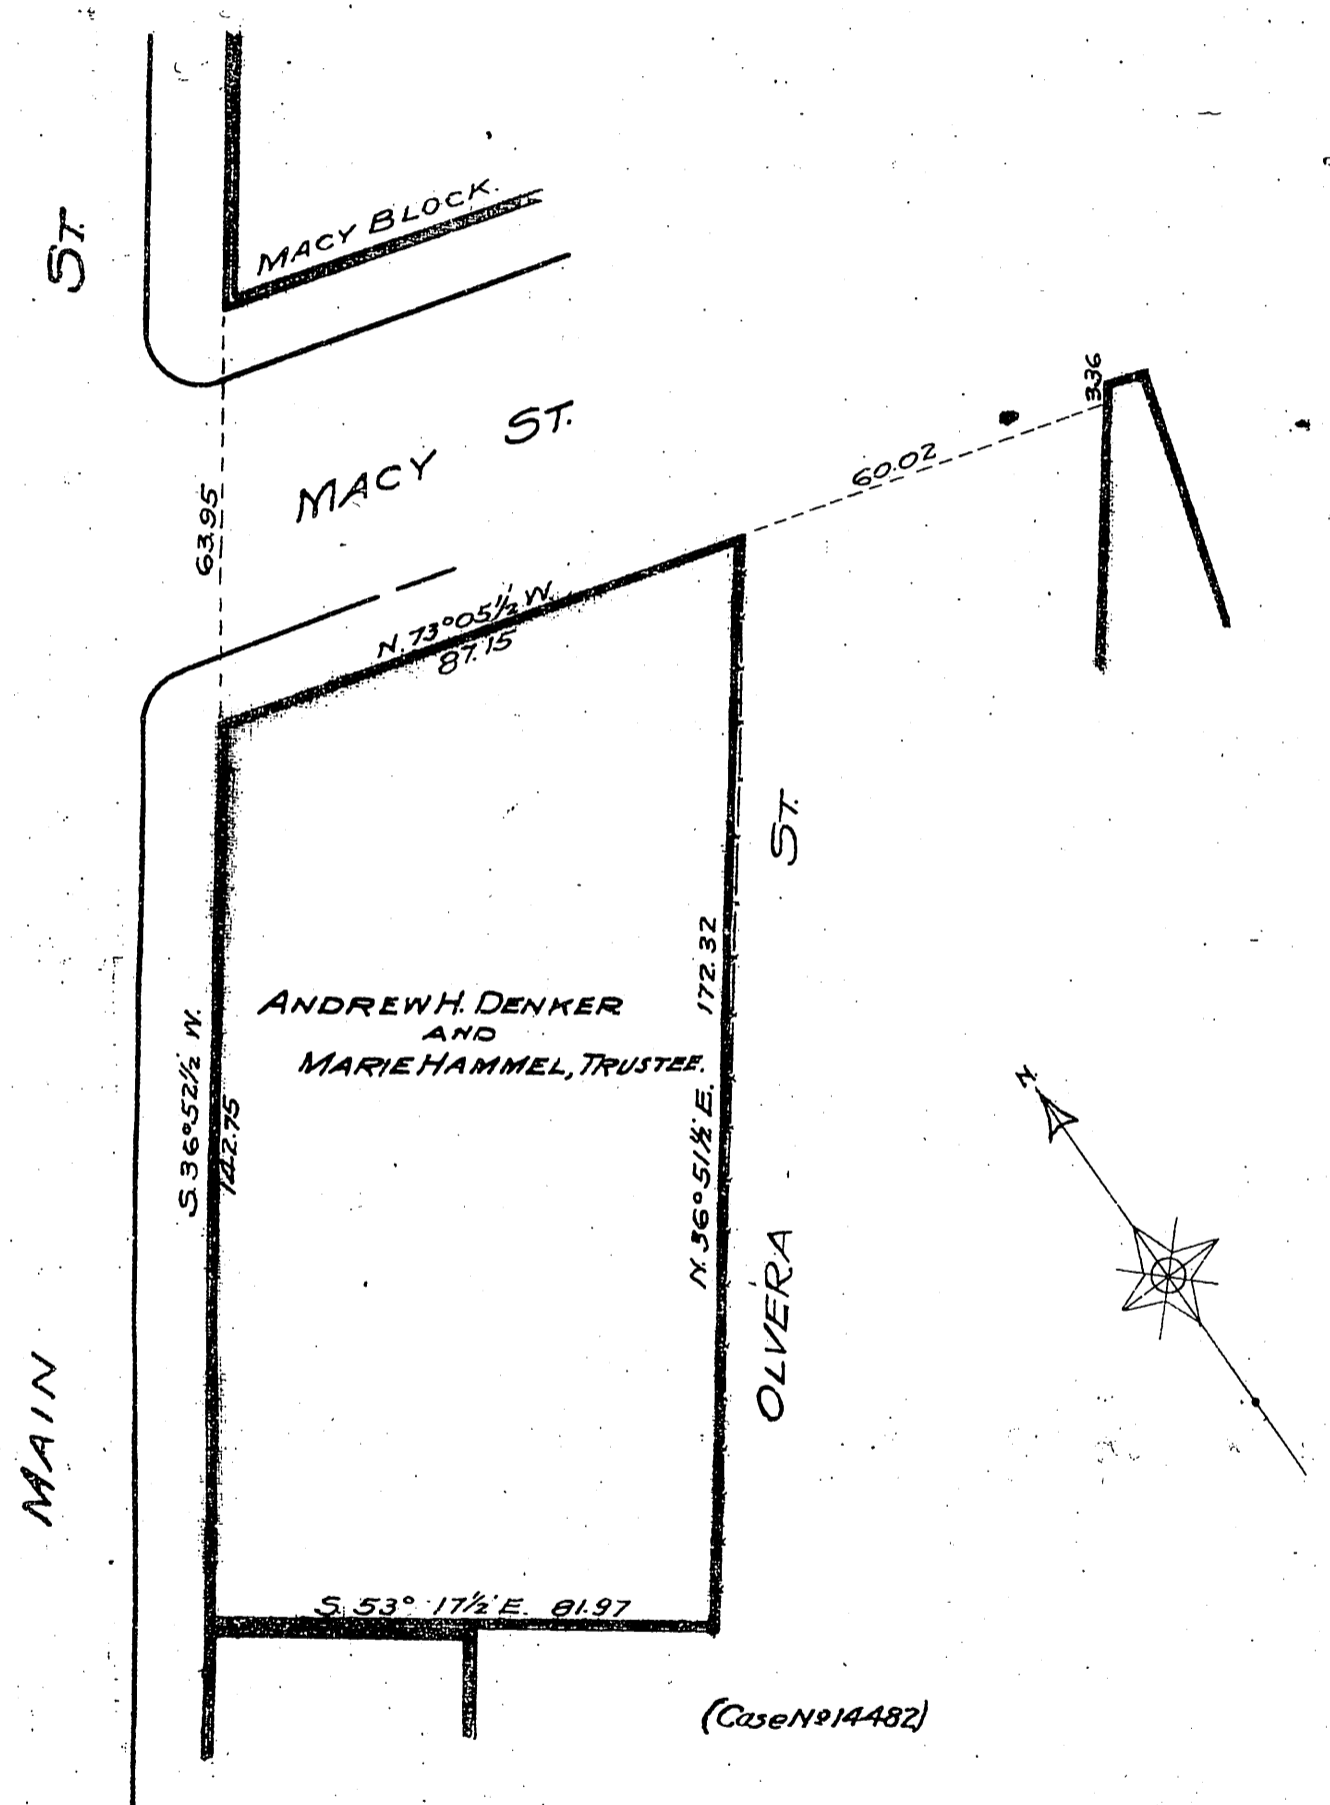 ST.
MACY BLOCK.
MACY ST.
63.95
3.36
60.02
N. 73° 05½' W.
87.15
ST.
ANDREW H. DENKER
AND
MARIE HAMMEL, TRUSTEE.
S. 36° 52½' W.
142.75
N. 36° 51½' E. 172.32
N.
OLVERA
MAIN
S. 53° 17½' E. 81.97
(Case Nº 14482)